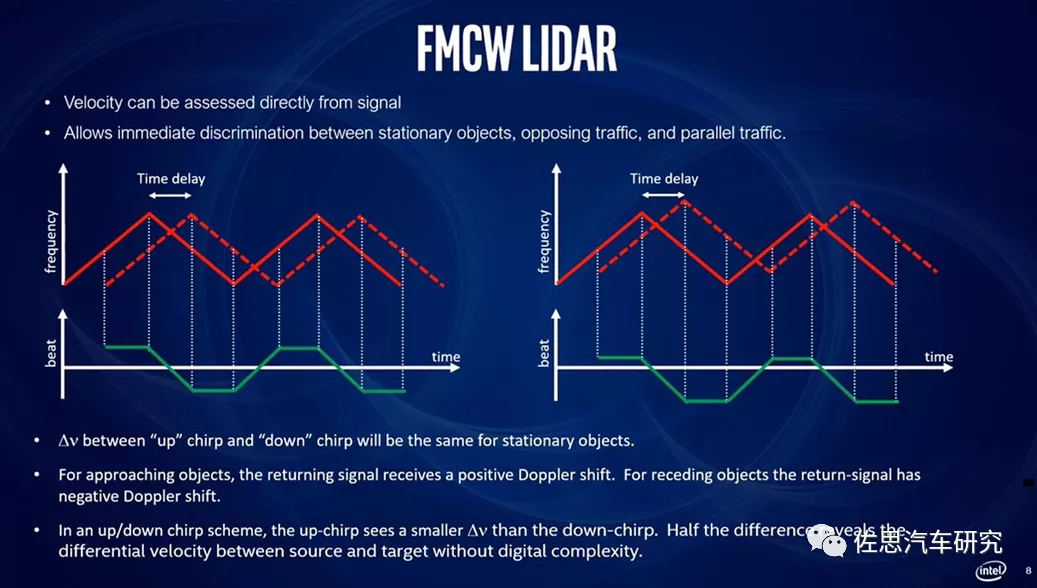 FMCW LIDAR
• Velocity can be assessed directly from signal
• Allows immediate discrimination between stationary objects, opposing traffic, and parallel traffic.
Time delay
frequency
beat
time
Time delay
frequency
beat
time
• Δν between “up” chirp and “down” chirp will be the same for stationary objects.
• For approaching objects, the returning signal receives a positive Doppler shift. For receding objects the return-signal has
negative Doppler shift.
• In an up/down chirp scheme, the up-chirp sees a smaller Δν than the down-chirp. Half the difference reveals the
differential velocity between source and target without digital complexity.
佐思汽车研究
intel
8